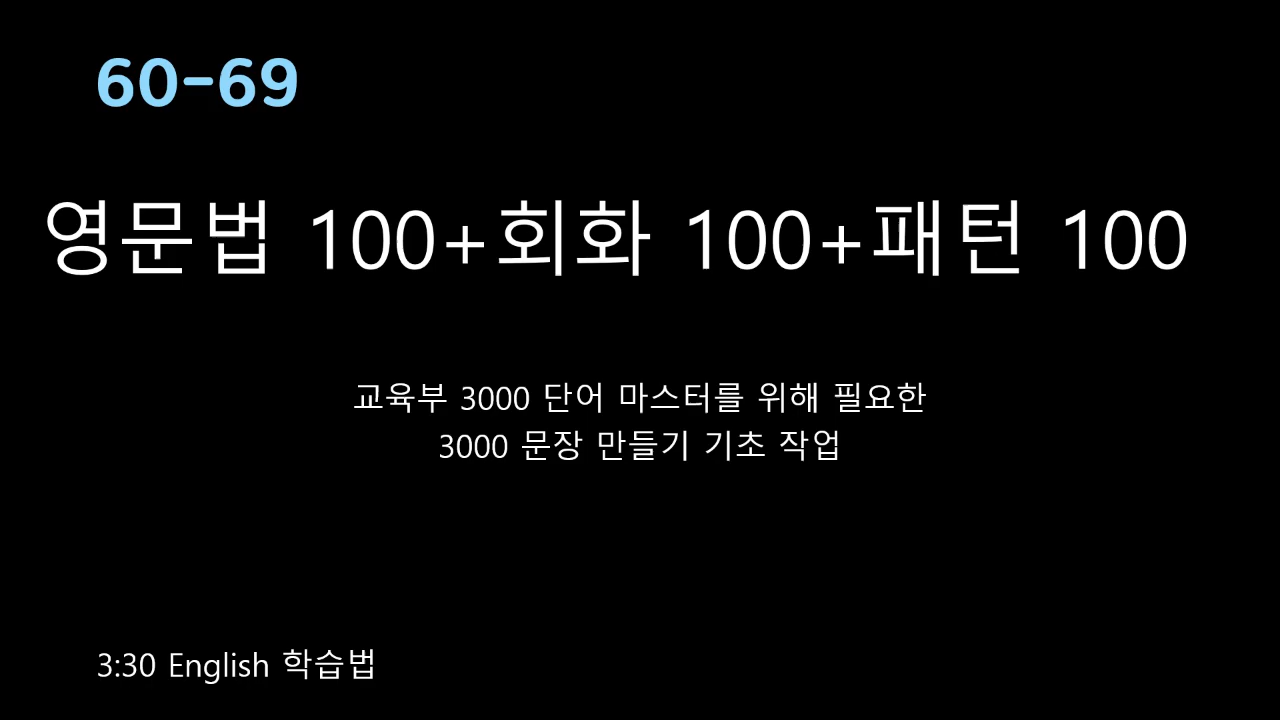 60-69
영문법 100+회화 100+패턴 100
교육부 3000 단어 마스터를 위해 필요한
3000 문장 만들기 기초 작업
3:30 English 학습법